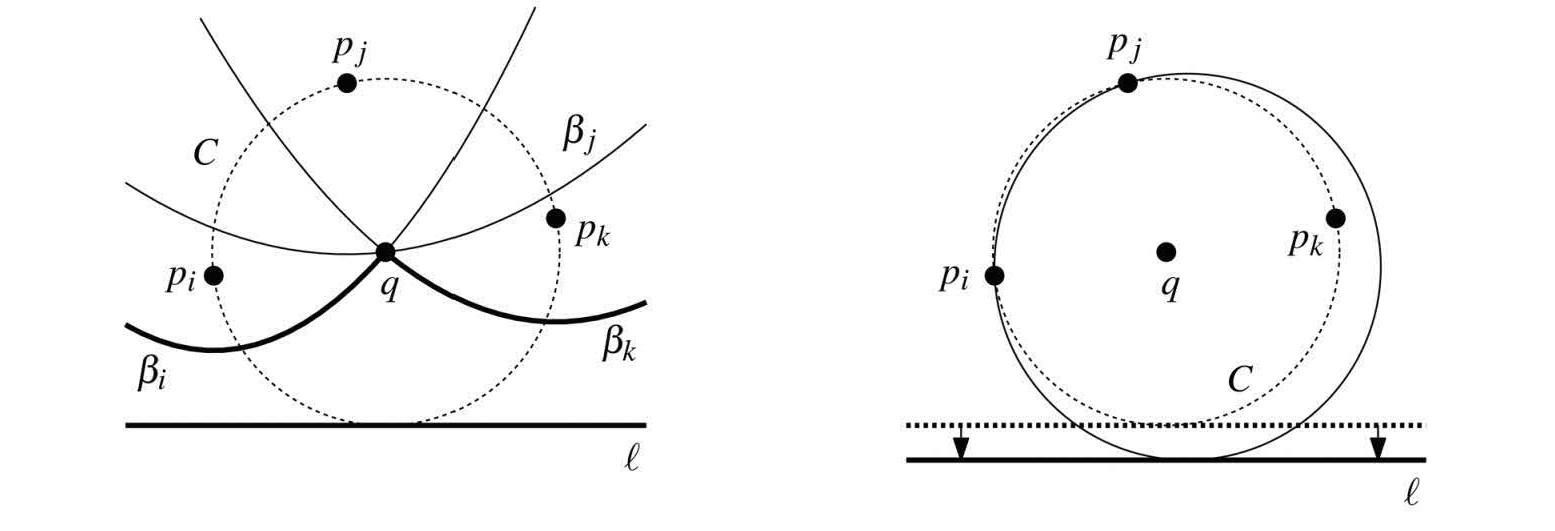 p_j
C
β_j
p_k
p_i
q
β_i
β_k
ℓ
p_j
p_k
p_i
q
C
ℓ